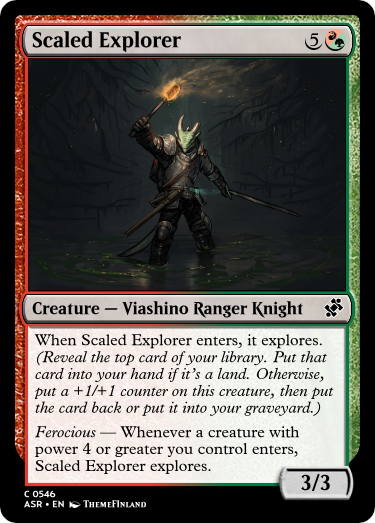 Scaled Explorer 5
Creature — Viashino Ranger Knight
When Scaled Explorer enters, it explores.
(Reveal the top card of your library. Put that
card into your hand if it's a land. Otherwise,
put a +1/+1 counter on this creature, then put
the card back or put it into your graveyard.)
Ferocious — Whenever a creature with
power 4 or greater you control enters,
Scaled Explorer explores.
3/3
C 0546
ASR • EN ThemeFinland